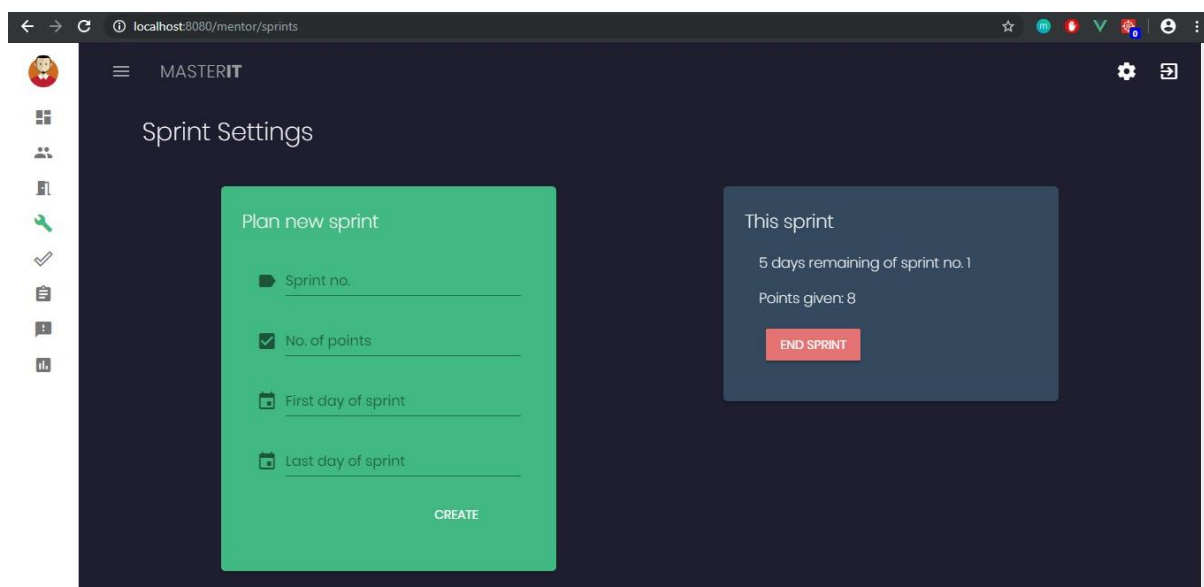 localhost:8080/mentor/sprints
m
0
MASTERIT
Sprint Settings
Plan new sprint
Sprint no.
No. of points
First day of sprint
Last day of sprint
CREATE
This sprint
5 days remaining of sprint no. 1
Points given: 8
END SPRINT